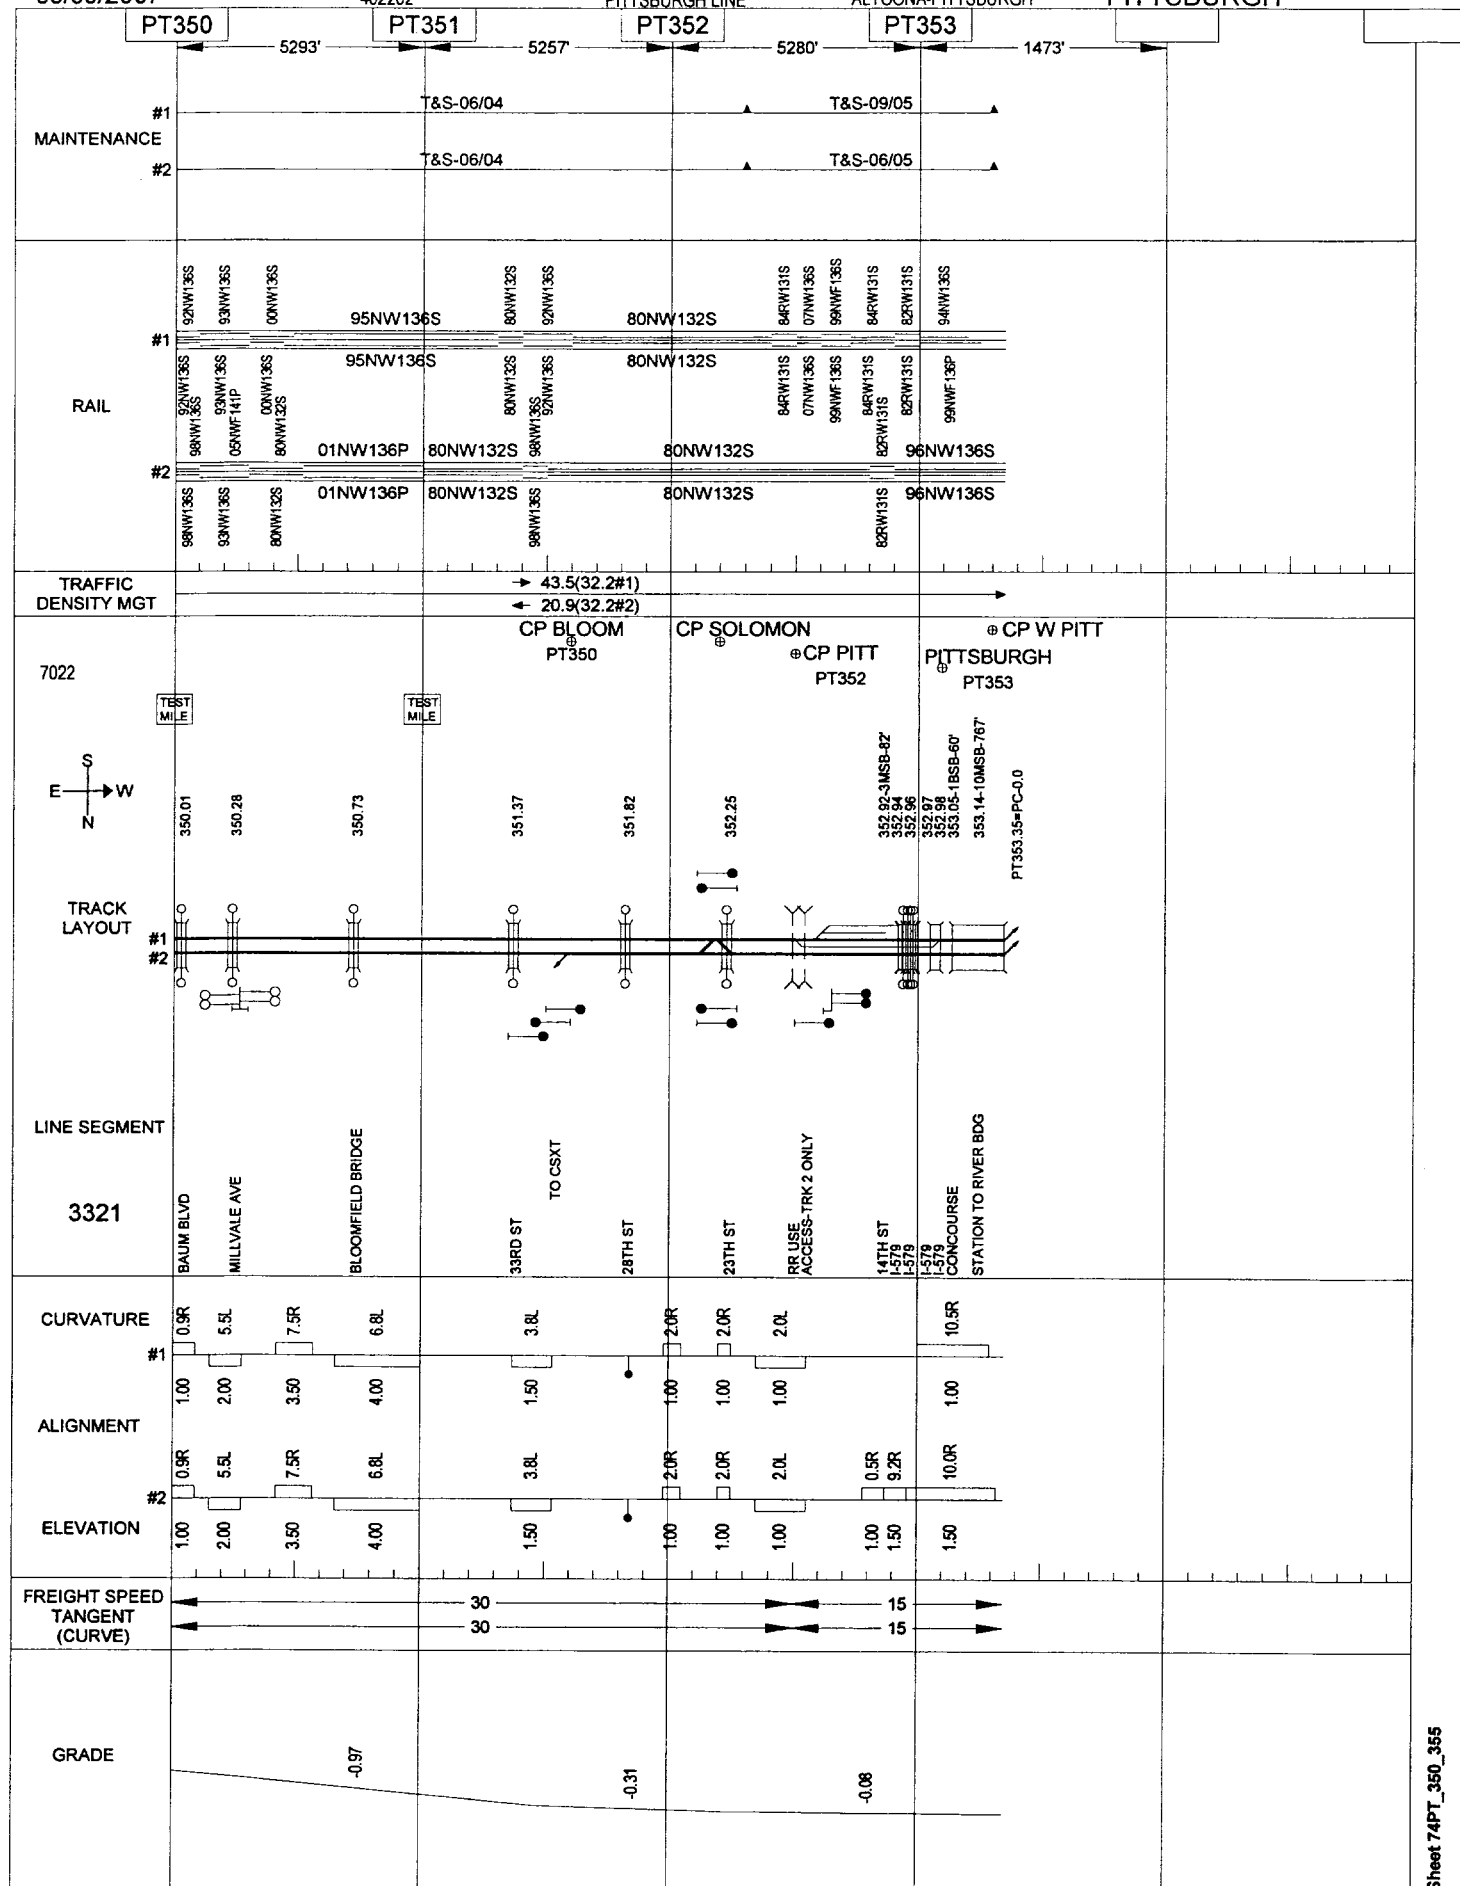 PITTSBURGH LINE
PT350 PT351 PT352 PT353
5293' 5257' 5280' 1473'
#1 T&S-06/04 T&S-09/05
MAINTENANCE
#2 T&S-06/04 T&S-06/05
92NW136S 93NW136S 00NW136S 80NW132S 92NW136S 84RW131S 07NW136S 99NWF136S 84RW131S 82RW131S 94NW136S
95NW136S 80NW132S
#1
95NW136S 80NW132S
92NW136S 93NW136S 00NW136S 80NW132S 92NW136S 84RW131S 07NW136S 99NWF136S 84RW131S 82RW131S 99NWF136P
RAIL
98NW136S 05NWF141P 80NW132S 98NW136S 82RW131S
01NW136P 80NW132S 80NW132S 96NW136S
#2
01NW136P 80NW132S 80NW132S 96NW136S
98NW136S 93NW136S 80NW132S 98NW136S 82RW131S
TRAFFIC
DENSITY MGT
43.5(32.2#1)
20.9(32.2#2)
CP BLOOM
PT350
CP SOLOMON
CP PITT
PT352
CP W PITT
PITTSBURGH
PT353
7022
TEST
MILE
TEST
MILE
S
E W
N
350.01
350.28
350.73
351.37
351.82
352.25
352.92-3MSB-82'
352.94
352.96
352.97
352.98
353.05-1BSB-60'
353.14-10MSB-767'
PT353.35=PC-0.0
TRACK
LAYOUT
#1
#2
LINE SEGMENT
3321
BAUM BLVD
MILLVALE AVE
BLOOMFIELD BRIDGE
33RD ST
TO CSXT
28TH ST
23TH ST
RR USE
ACCESS-TRK 2 ONLY
14TH ST
I-579
I-579
I-579
I-579
CONCOURSE
STATION TO RIVER BDG
CURVATURE
0.9R 5.5L 7.5R 6.8L 3.8L 2.0R 2.0R 2.0L 10.5R
#1
1.00 2.00 3.50 4.00 1.50 1.00 1.00 1.00 1.00
ALIGNMENT
0.9R 5.5L 7.5R 6.8L 3.8L 2.0R 2.0R 2.0L 0.5R 9.2R 10.0R
#2
ELEVATION
1.00 2.00 3.50 4.00 1.50 1.00 1.00 1.00 1.00 1.50 1.50
FREIGHT SPEED
TANGENT
(CURVE)
30 15
30 15
GRADE
-0.97
-0.31
-0.08
Sheet 74PT_350_355